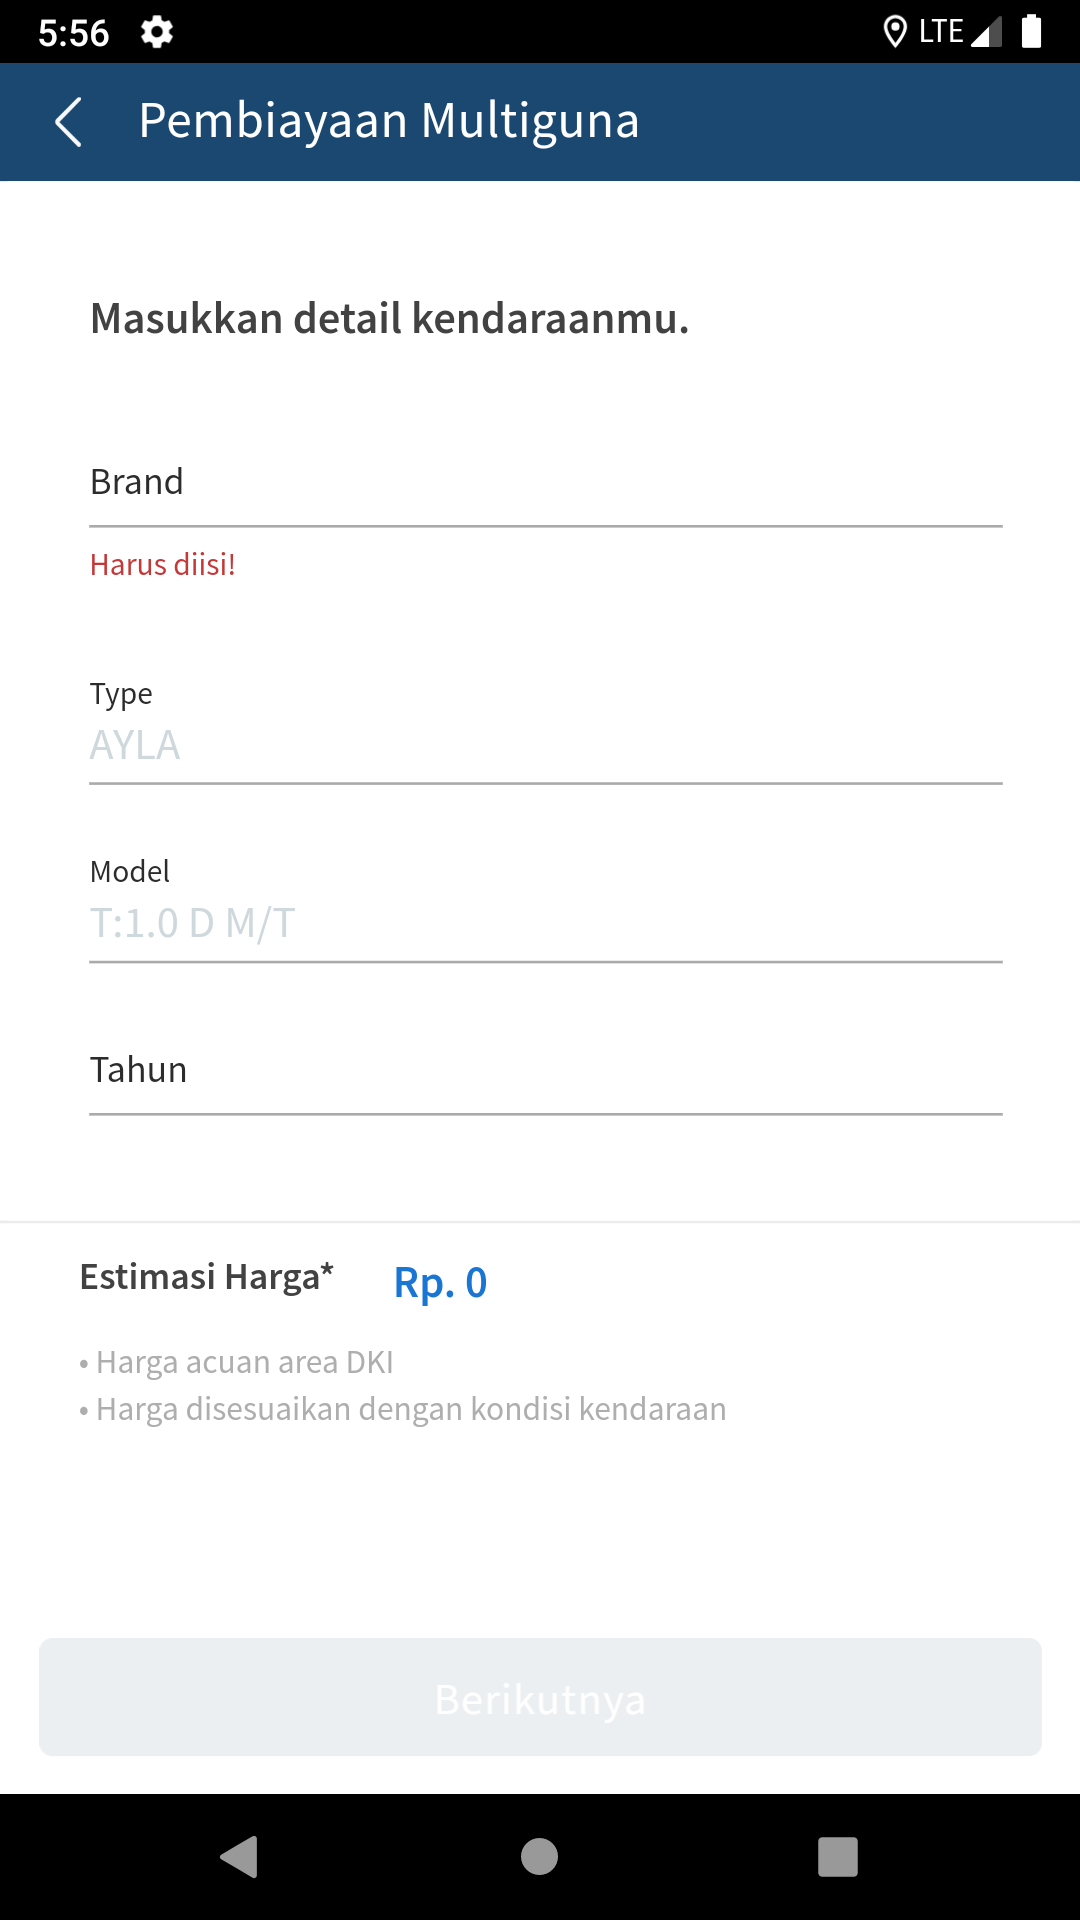 5:56
LTE
Pembiayaan Multiguna
Masukkan detail kendaraanmu.
Brand
Harus diisi!
Type
AYLA
Model
T:1.0 D M/T
Tahun
Estimasi Harga*
Rp. 0
• Harga acuan area DKI
• Harga disesuaikan dengan kondisi kendaraan
Berikutnya